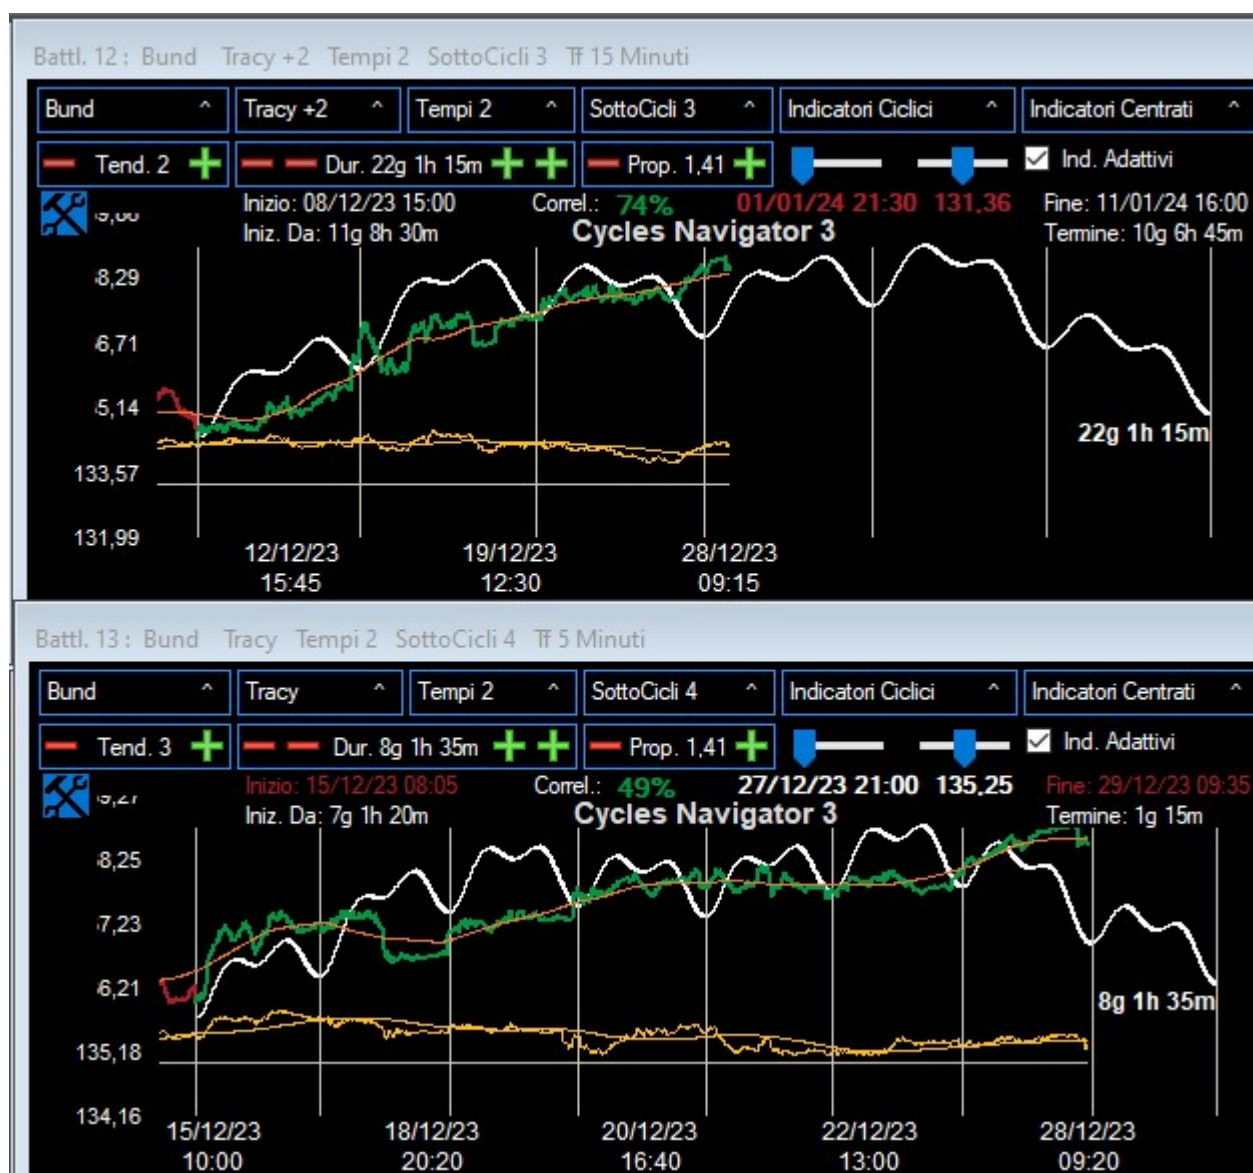 Battl. 12 : Bund Tracy +2 Tempi 2 SottoCicli 3 Tf 15 Minuti
Bund ^ Tracy +2 ^ Tempi 2 ^ SottoCicli 3 ^ Indicatori Ciclici ^ Indicatori Centrati ^
Tend. 2 Dur. 22g 1h 15m Prop. 1,41 Ind. Adattivi
Inizio: 08/12/23 15:00 Correl.: 74% 01/01/24 21:30 131,36 Fine: 11/01/24 16:00
Iniz. Da: 11g 8h 30m Cycles Navigator 3 Termine: 10g 6h 45m
8,29
6,71
5,14
22g 1h 15m
133,57
131,99
12/12/23 19/12/23 28/12/23
15:45 12:30 09:15
Battl. 13 : Bund Tracy Tempi 2 SottoCicli 4 Tf 5 Minuti
Bund ^ Tracy ^ Tempi 2 ^ SottoCicli 4 ^ Indicatori Ciclici ^ Indicatori Centrati ^
Tend. 3 Dur. 8g 1h 35m Prop. 1,41 Ind. Adattivi
Inizio: 15/12/23 08:05 Correl.: 49% 27/12/23 21:00 135,25 Fine: 29/12/23 09:35
Iniz. Da: 7g 1h 20m Cycles Navigator 3 Termine: 1g 15m
8,25
7,23
6,21
8g 1h 35m
135,18
134,16
15/12/23 18/12/23 20/12/23 22/12/23 28/12/23
10:00 20:20 16:40 13:00 09:20